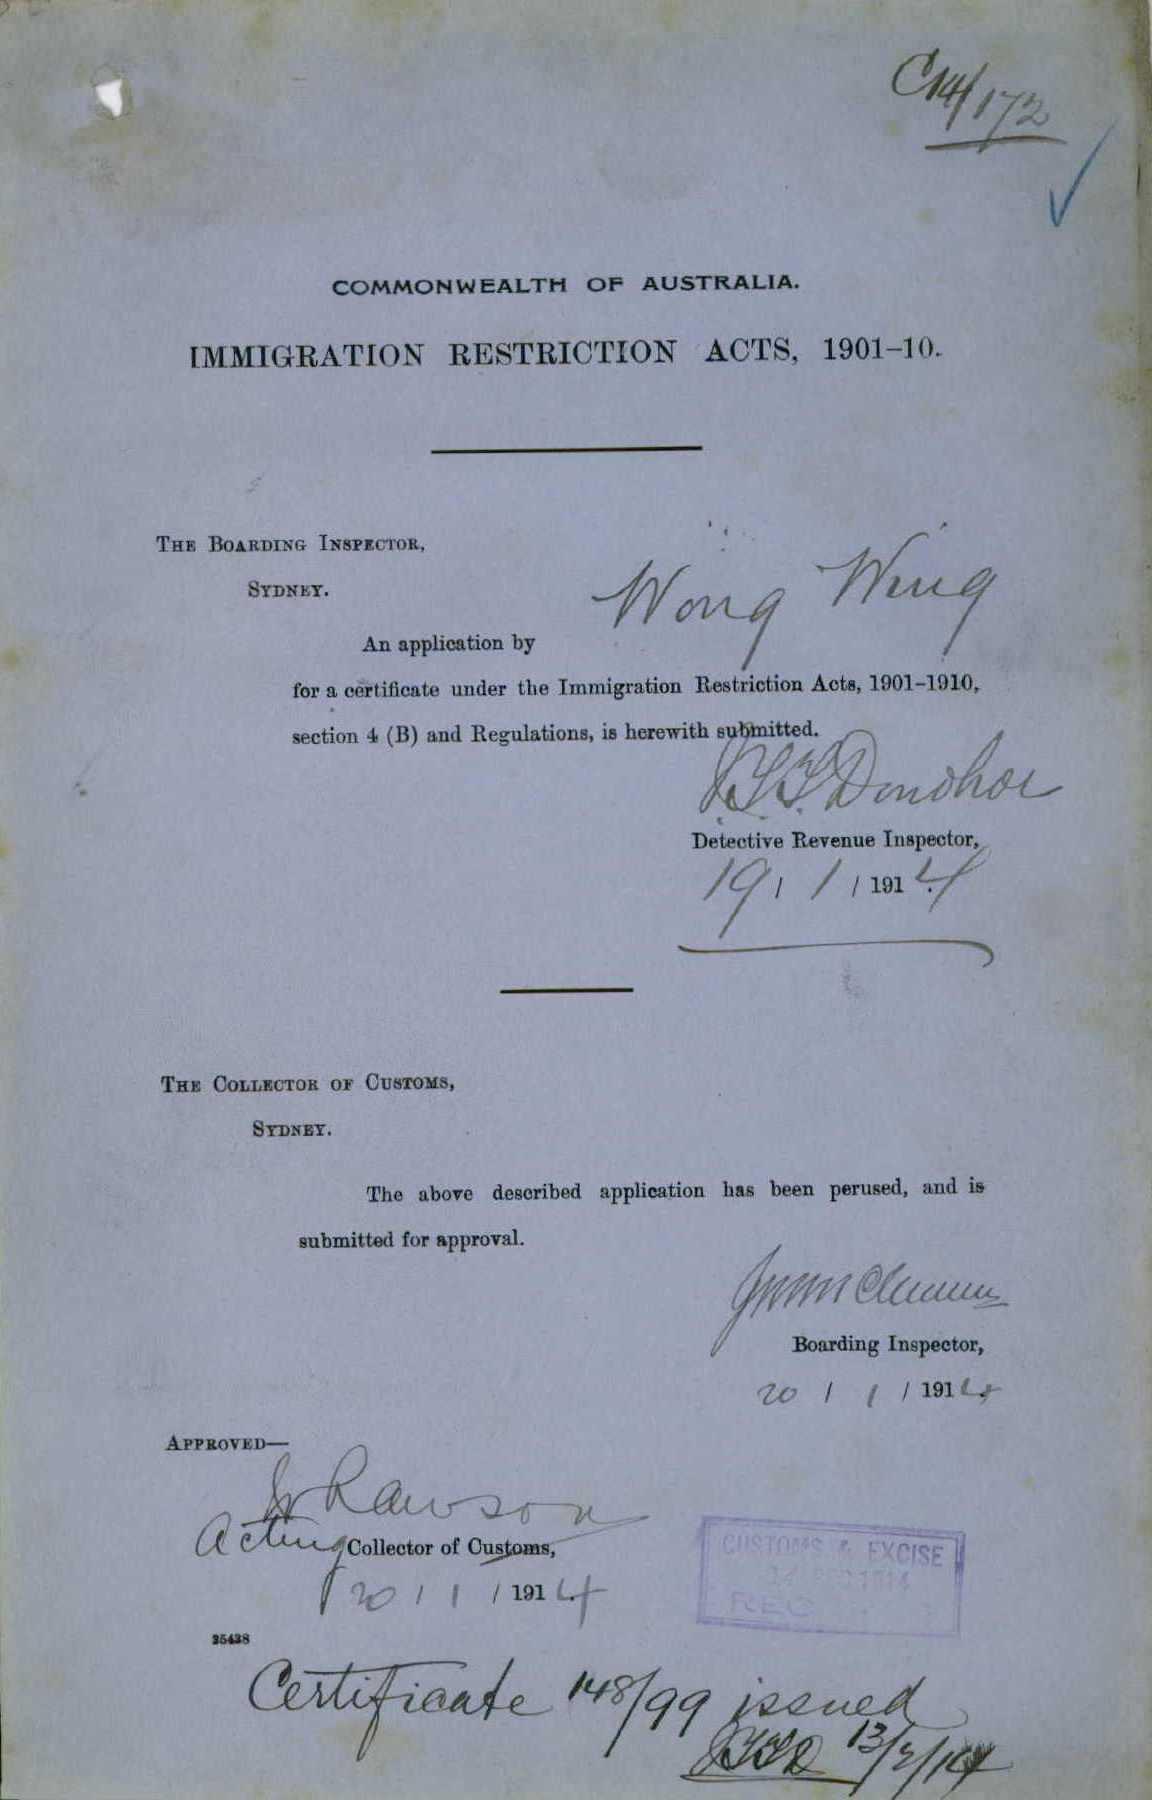 C14/172
COMMONWEALTH OF AUSTRALIA.
IMMIGRATION RESTRICTION ACTS, 1901-10.
THE BOARDING INSPECTOR,
SYDNEY.
An application by Wong Wing
for a certificate under the Immigration Restriction Acts, 1901-1910,
section 4 (B) and Regulations, is herewith submitted.
J.T.T. Donohoe
Detective Revenue Inspector,
19 / 1 / 1914
THE COLLECTOR OF CUSTOMS,
SYDNEY.
The above described application has been perused, and is
submitted for approval.
Boarding Inspector,
20 / 1 / 1914
APPROVED—
Rawson
Acting Collector of Customs,
20 / 1 / 1914
CUSTOMS & EXCISE
1914
REC
Certificate 148/99 issued
JTTD 13/2/14